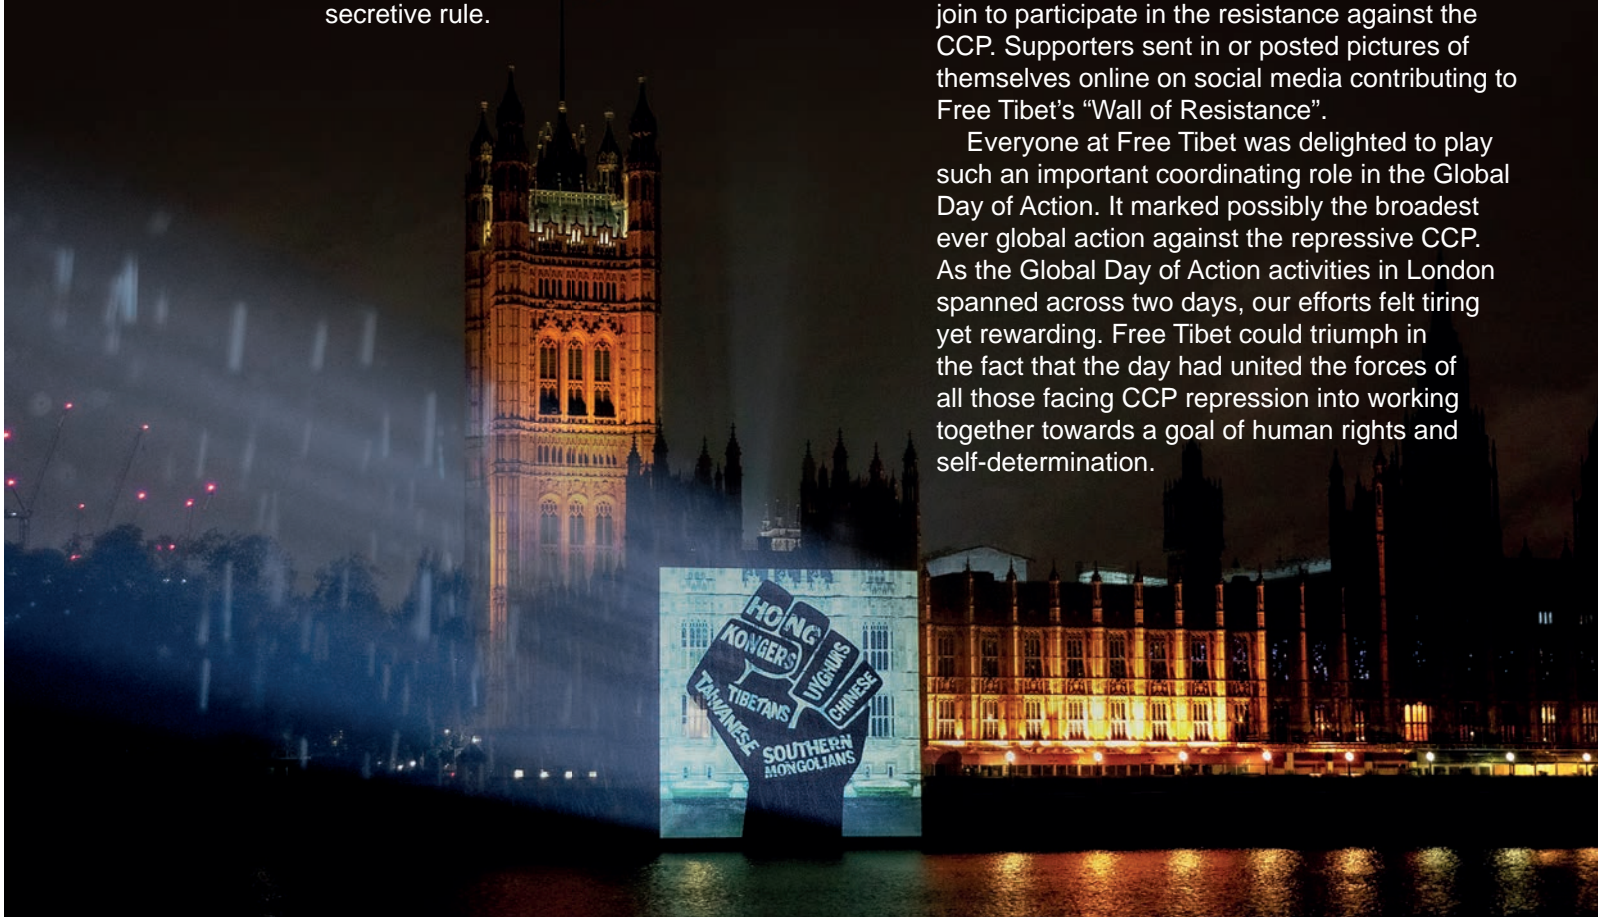 secretive rule.
join to participate in the resistance against the
CCP. Supporters sent in or posted pictures of
themselves online on social media contributing to
Free Tibet's “Wall of Resistance”.
Everyone at Free Tibet was delighted to play
such an important coordinating role in the Global
Day of Action. It marked possibly the broadest
ever global action against the repressive CCP.
As the Global Day of Action activities in London
spanned across two days, our efforts felt tiring
yet rewarding. Free Tibet could triumph in
the fact that the day had united the forces of
all those facing CCP repression into working
together towards a goal of human rights and
self-determination.
HONG
KONGERS
UYGHURS
CHINESE
TIBETANS
TAIWANESE
SOUTHERN
MONGOLIANS